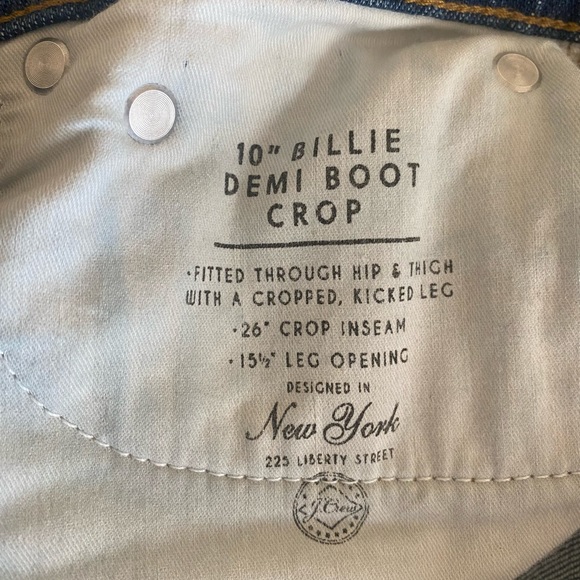 10" BILLIE
DEMI BOOT
CROP
•FITTED THROUGH HIP & THIGH
WITH A CROPPED, KICKED LEG
•26" CROP INSEAM
•15½" LEG OPENING
DESIGNED IN
New York
225 LIBERTY STREET
J.Crew